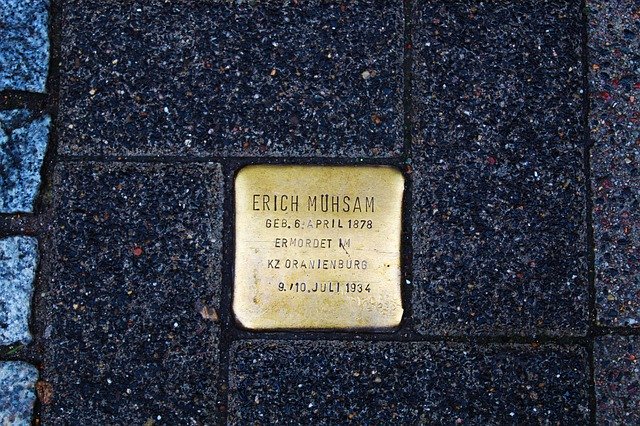 ERICH MÜHSAM
GEB. 6. APRIL 1878
ERMORDET IM
KZ ORANIENBURG
9./10. JULI 1934